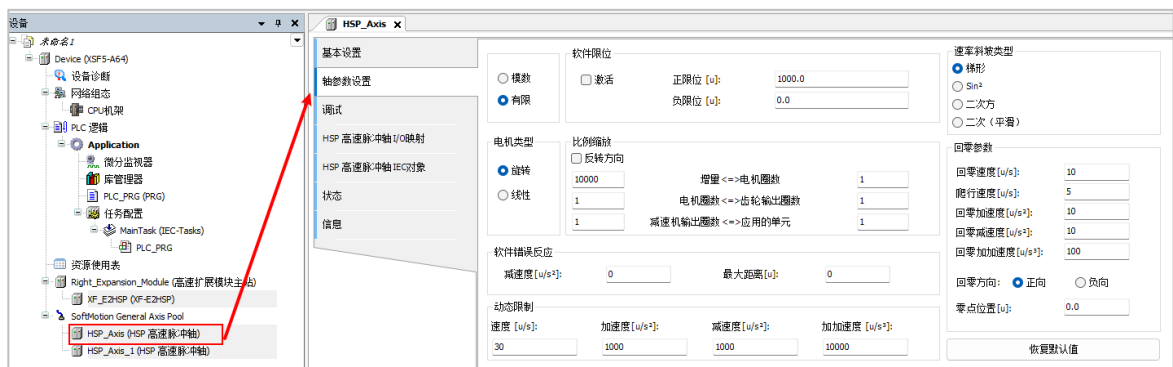 设备
HSP_Axis
未命名1
Device (XSF5-A64)
设备诊断
网络组态
CPU机架
PLC 逻辑
Application
微分监视器
库管理器
PLC_PRG (PRG)
任务配置
MainTask (IEC-Tasks)
PLC_PRG
资源使用表
Right_Expansion_Module (高速扩展模块主站)
XF_E2HSP (XF-E2HSP)
SoftMotion General Axis Pool
HSP_Axis (HSP 高速脉冲轴)
HSP_Axis_1 (HSP 高速脉冲轴)
基本设置
轴参数设置
调试
HSP 高速脉冲轴 I/O映射
HSP 高速脉冲轴 IEC对象
状态
信息
模数
有限
软件限位
激活
正限位 [u]: 1000.0
负限位 [u]: 0.0
电机类型
旋转
线性
比例缩放
反转方向
10000 增量 <=>电机圈数 1
1 电机圈数 <=>齿轮输出圈数 1
1 减速机输出圈数 <=>应用的单元 1
软件错误反应
减速度[u/s²]: 0 最大距离[u]: 0
动态限制
速度 [u/s]: 加速度[u/s²]: 减速度[u/s²]: 加加速度 [u/s³]:
30 1000 1000 10000
速率斜坡类型
梯形
Sin²
二次方
二次（平滑）
回零参数
回零速度[u/s]: 10
爬行速度[u/s]: 5
回零加速度[u/s²]: 10
回零减速度[u/s²]: 10
回零加加速度[u/s³]: 100
回零方向: 正向 负向
零点位置[u]: 0.0
恢复默认值